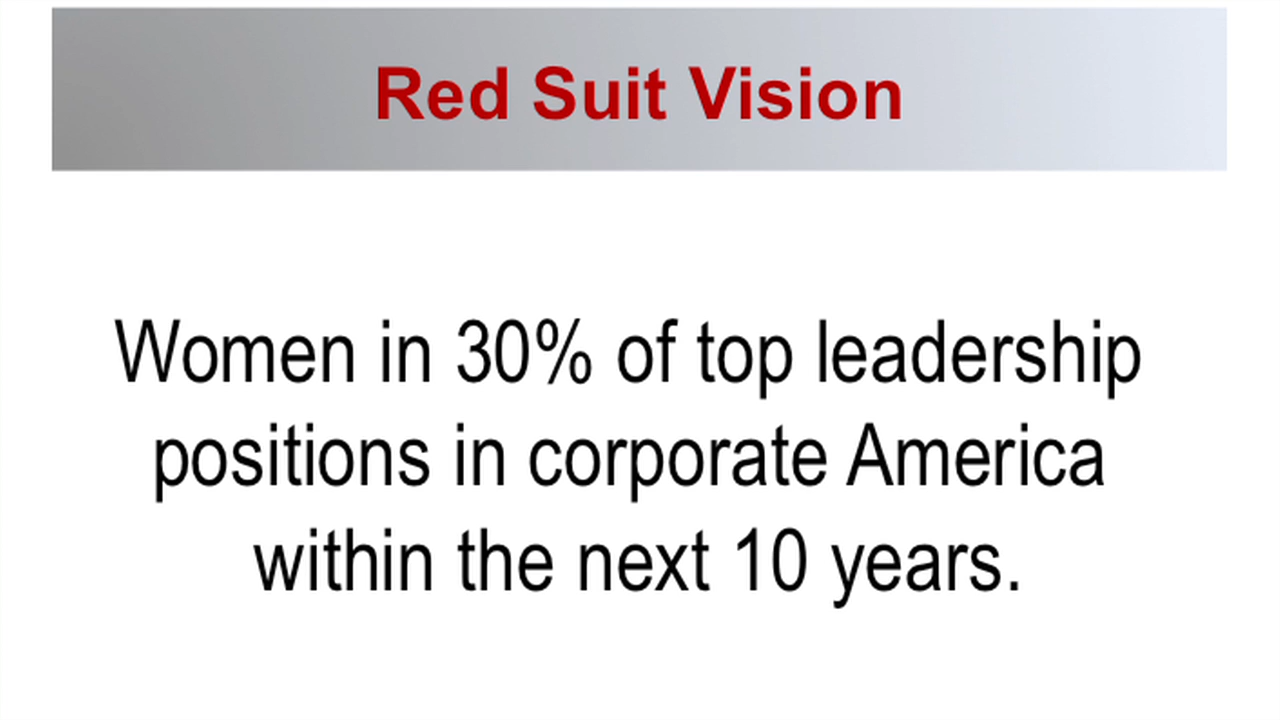 Red Suit Vision
Women in 30% of top leadership
positions in corporate America
within the next 10 years.